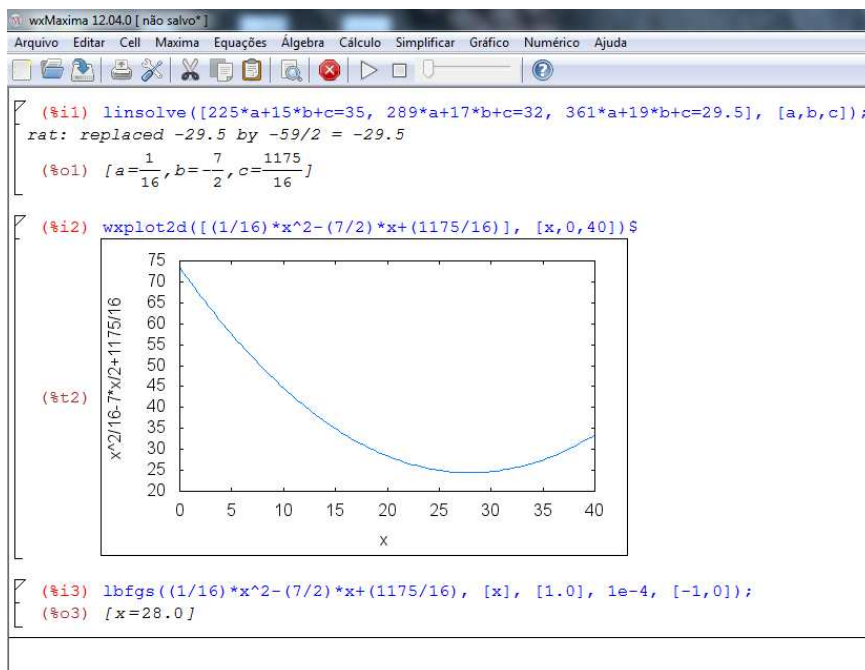 wxMaxima 12.04.0 [ não salvo* ]
Arquivo Editar Cell Maxima Equações Álgebra Cálculo Simplificar Gráfico Numérico Ajuda
(%i1) linsolve([225*a+15*b+c=35, 289*a+17*b+c=32, 361*a+19*b+c=29.5], [a,b,c]);
rat: replaced -29.5 by -59/2 = -29.5
(%o1) [a=1/16,b=-7/2,c=1175/16]
(%i2) wxplot2d([(1/16)*x^2-(7/2)*x+(1175/16)], [x,0,40])$
(%t2)
x^2/16-7*x/2+1175/16
75
70
65
60
55
50
45
40
35
30
25
20
0 5 10 15 20 25 30 35 40
x
(%i3) lbfgs((1/16)*x^2-(7/2)*x+(1175/16), [x], [1.0], 1e-4, [-1,0]);
(%o3) [x=28.0]